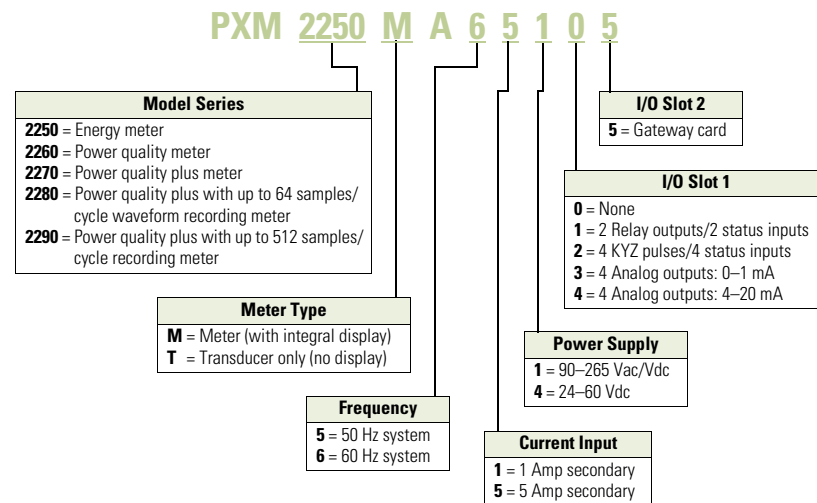 PXM 2250 M A 6 5 1 0 5
Model Series
2250 = Energy meter
2260 = Power quality meter
2270 = Power quality plus meter
2280 = Power quality plus with up to 64 samples/
cycle waveform recording meter
2290 = Power quality plus with up to 512 samples/
cycle recording meter
Meter Type
M = Meter (with integral display)
T = Transducer only (no display)
Frequency
5 = 50 Hz system
6 = 60 Hz system
I/O Slot 2
5 = Gateway card
I/O Slot 1
0 = None
1 = 2 Relay outputs/2 status inputs
2 = 4 KYZ pulses/4 status inputs
3 = 4 Analog outputs: 0–1 mA
4 = 4 Analog outputs: 4–20 mA
Power Supply
1 = 90–265 Vac/Vdc
4 = 24–60 Vdc
Current Input
1 = 1 Amp secondary
5 = 5 Amp secondary